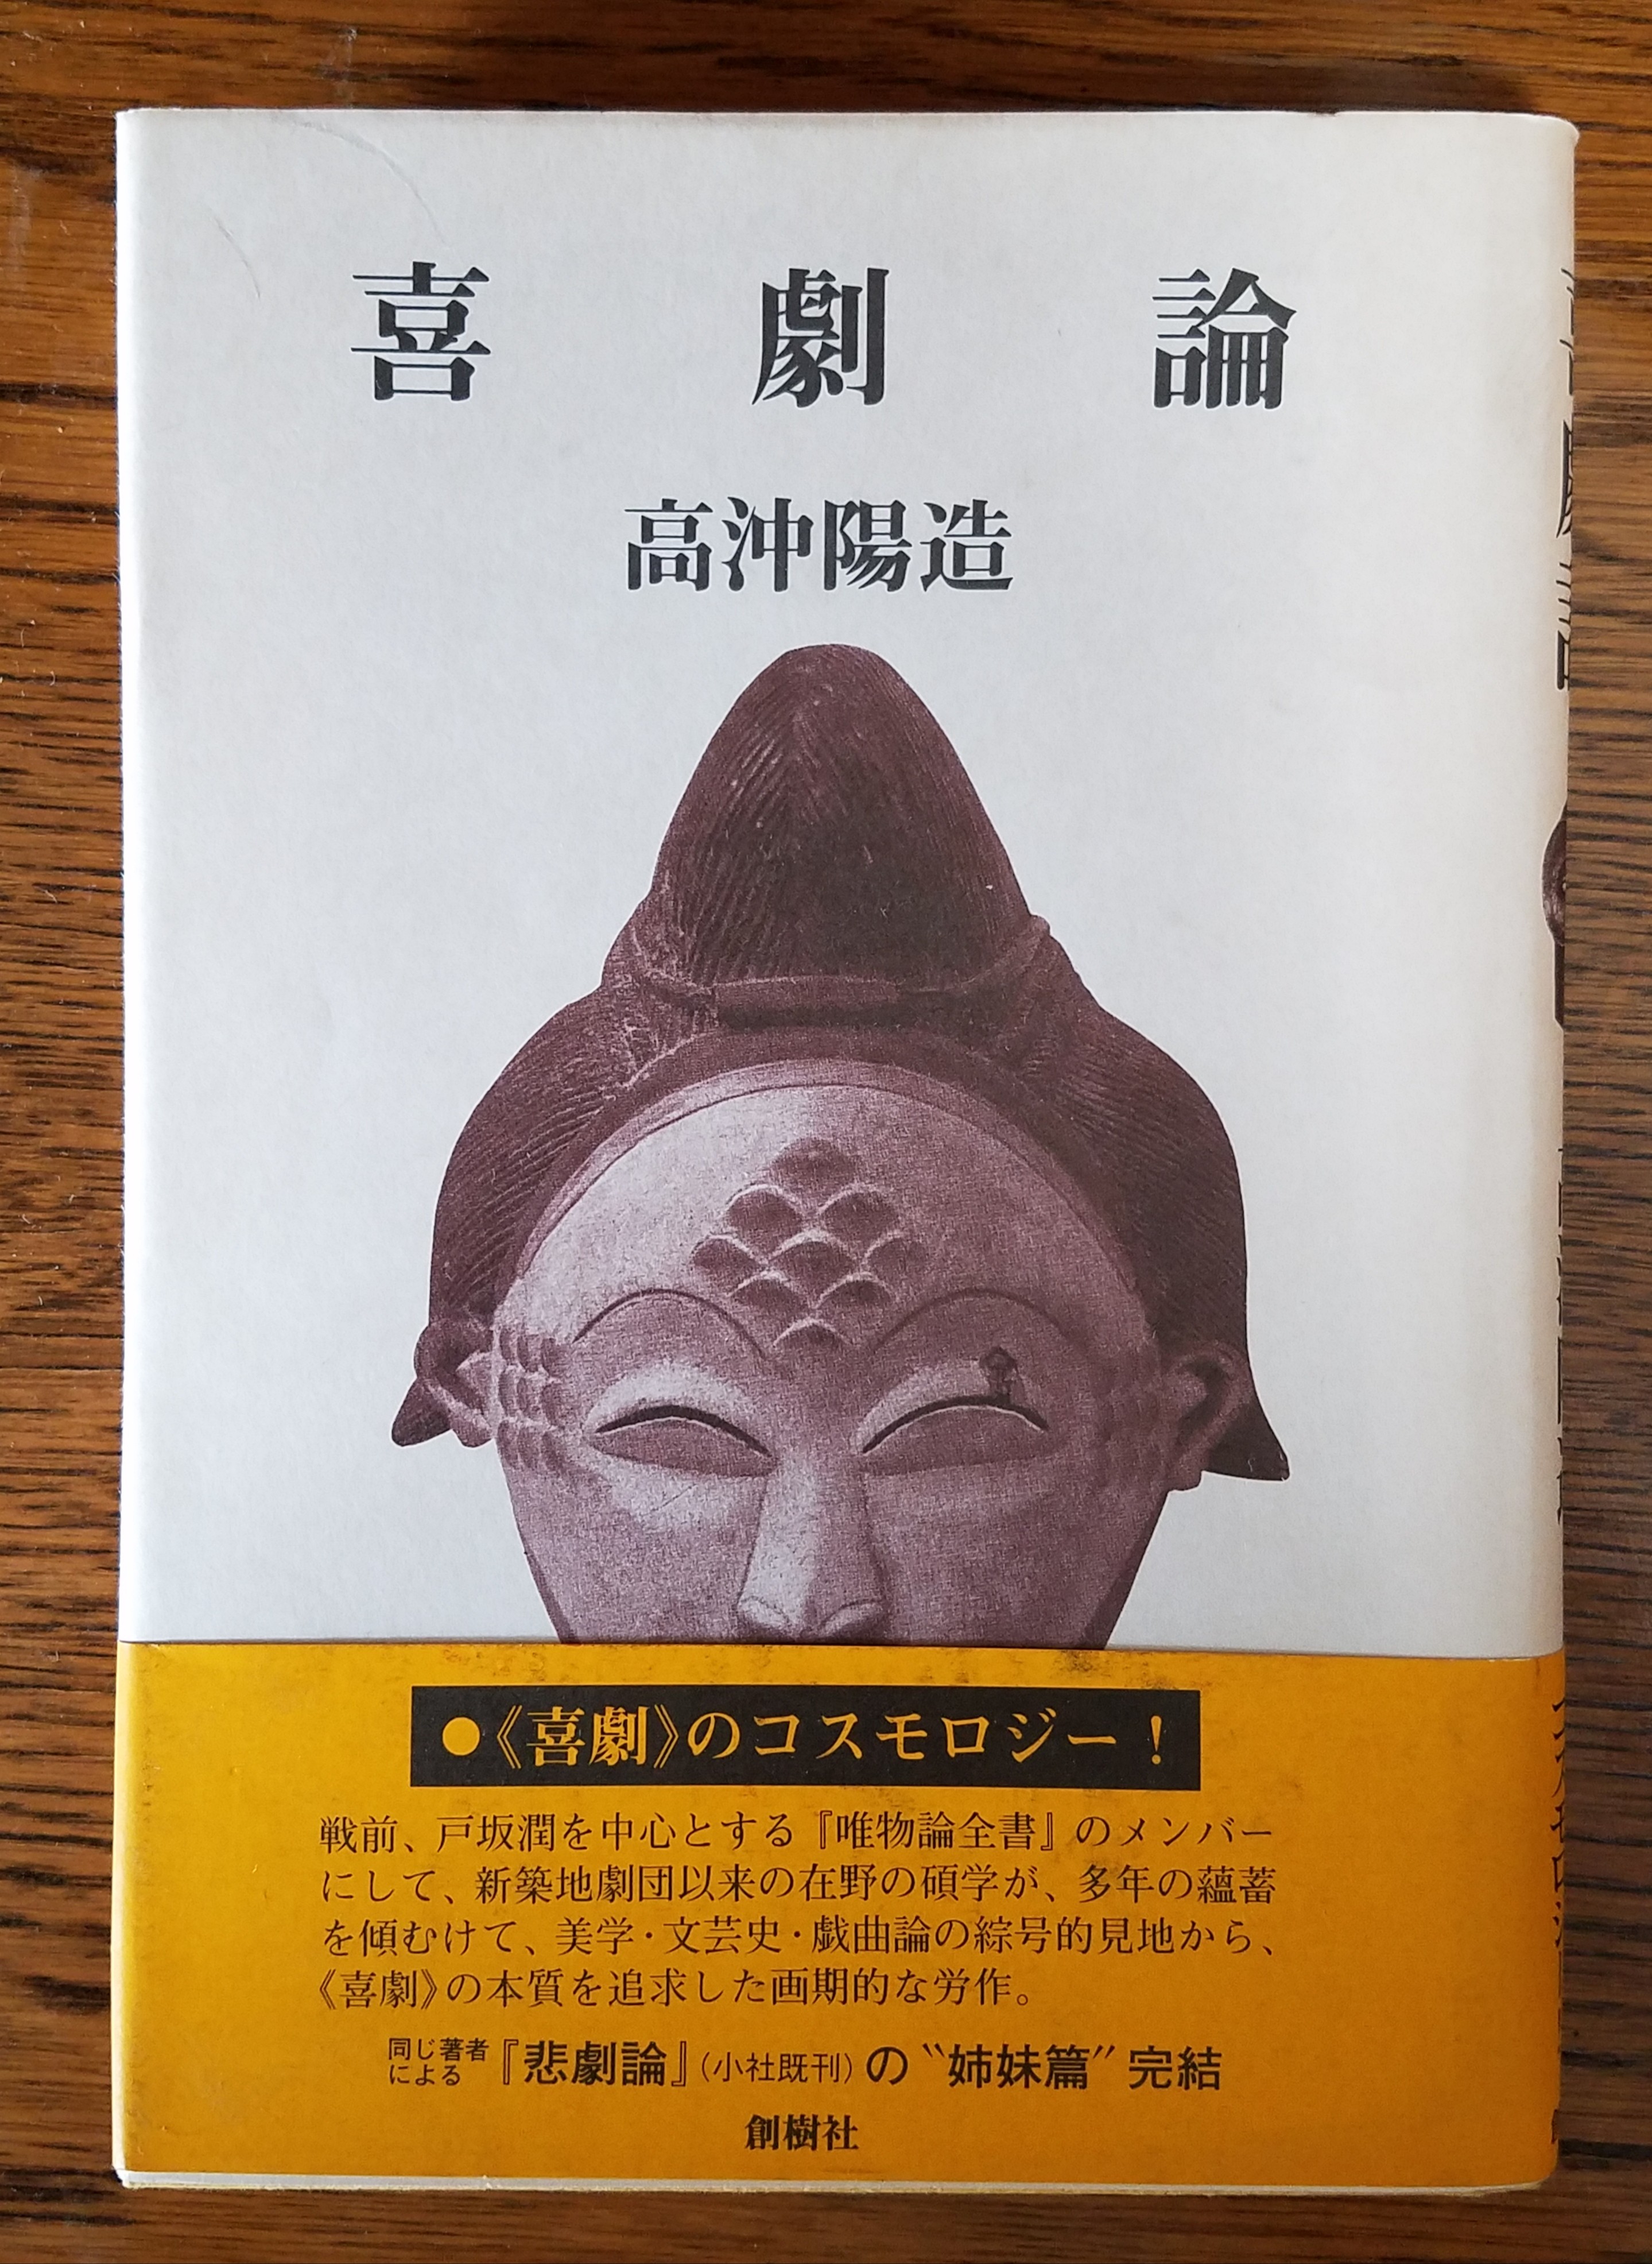 喜劇論
高沖陽造
●《喜劇》のコスモロジー！
戦前、戸坂潤を中心とする『唯物論全書』のメンバー
にして、新築地劇団以来の在野の碩学が、多年の蘊蓄
を傾むけて、美学・文芸史・戯曲論の綜号的見地から、
《喜劇》の本質を追求した画期的な労作。
同じ著者による『悲劇論』(小社既刊)の〝姉妹篇〟完結
創樹社